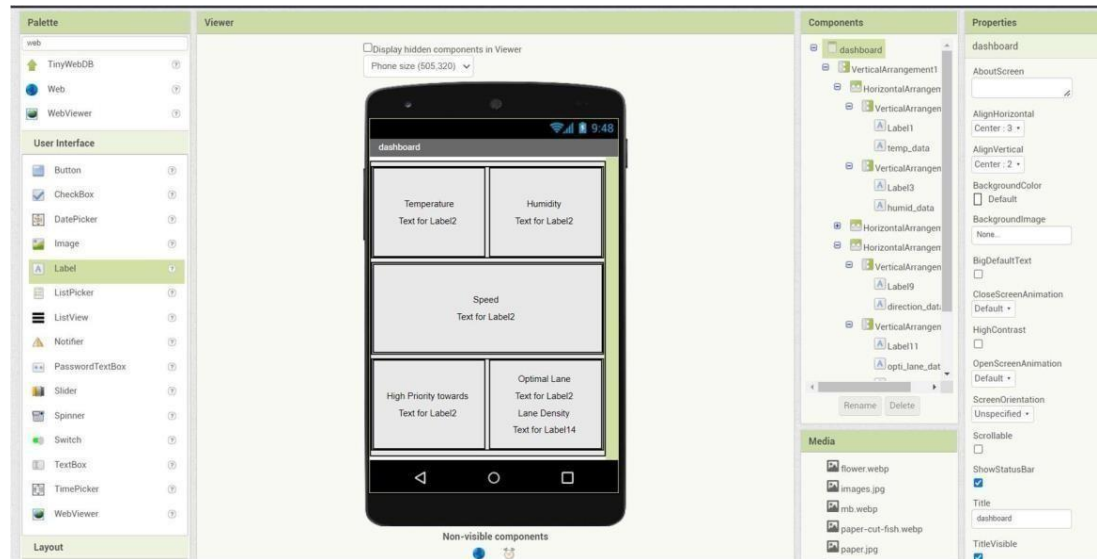 Palette
web
TinyWebDB
Web
WebViewer
User Interface
Button
CheckBox
DatePicker
Image
Label
ListPicker
ListView
Notifier
PasswordTextBox
Slider
Spinner
Switch
TextBox
TimePicker
WebViewer
Layout
Viewer
Display hidden components in Viewer
Phone size (505,320)
9:48
dashboard
Temperature
Text for Label2
Humidity
Text for Label2
Speed
Text for Label2
High Priority towards
Text for Label2
Optimal Lane
Text for Label2
Lane Density
Text for Label14
Non-visible components
Components
dashboard
VerticalArrangement1
HorizontalArrangen
VerticalArrangen
Label1
temp_data
VerticalArrangen
Label3
humid_data
HorizontalArrangen
HorizontalArrangen
VerticalArrangen
Label9
direction_data
VerticalArrangen
Label11
opti_lane_dat
Rename Delete
Media
flower.webp
images.jpg
mb.webp
paper-cut-fish.webp
paper.jpg
Properties
dashboard
AboutScreen
AlignHorizontal
Center : 3
AlignVertical
Center : 2
BackgroundColor
Default
BackgroundImage
None...
BigDefaultText
CloseScreenAnimation
Default
HighContrast
OpenScreenAnimation
Default
ScreenOrientation
Unspecified
Scrollable
ShowStatusBar
Title
dashboard
TitleVisible